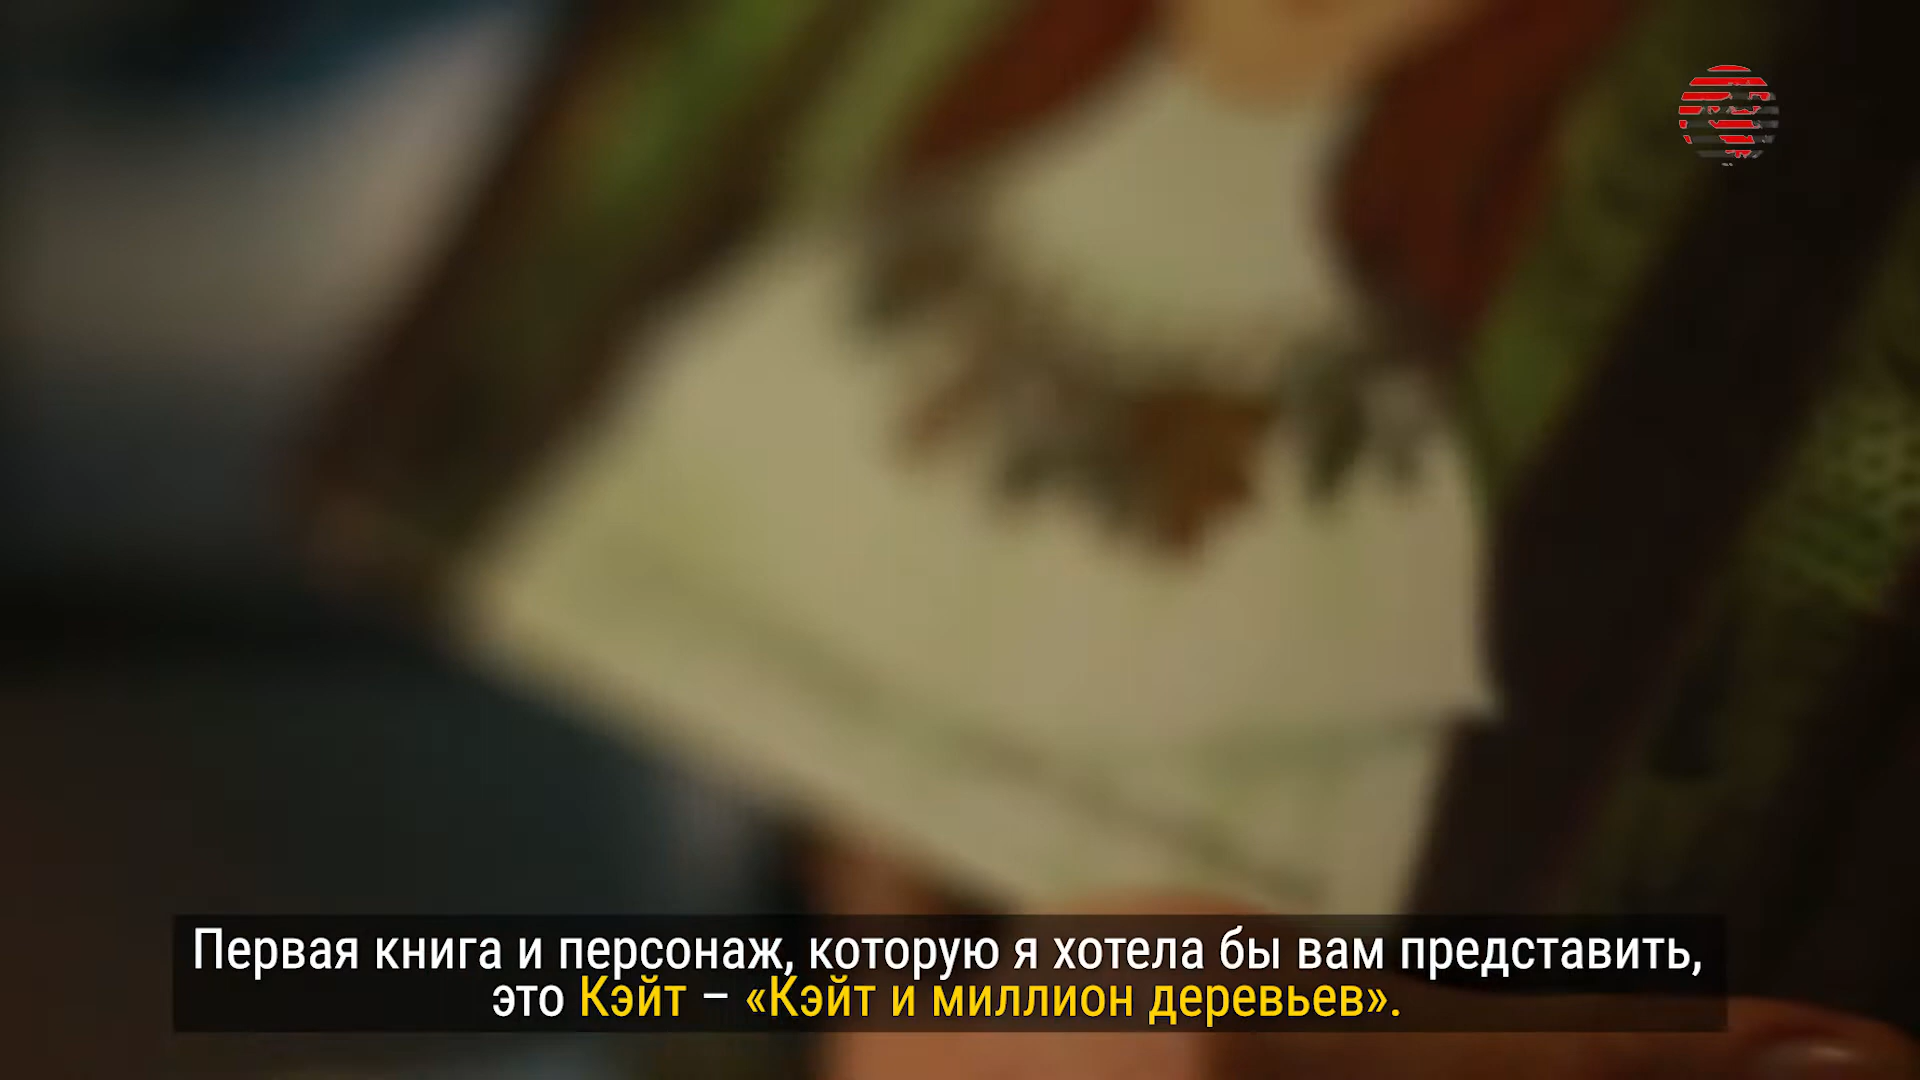 Первая книга и персонаж, которую я хотела бы вам представить,
это Кэйт – «Кэйт и миллион деревьев».